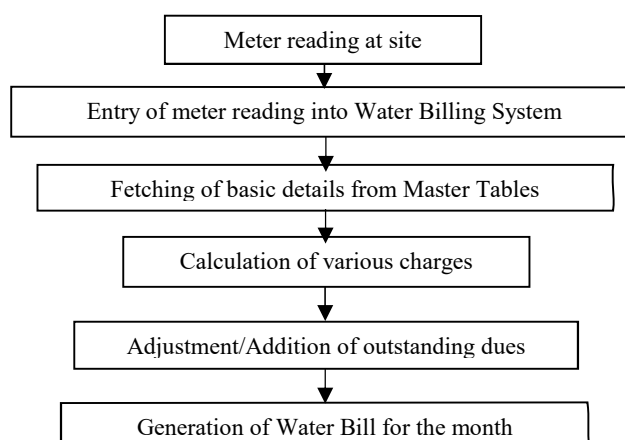 Meter reading at site
Entry of meter reading into Water Billing System
Fetching of basic details from Master Tables
Calculation of various charges
Adjustment/Addition of outstanding dues
Generation of Water Bill for the month